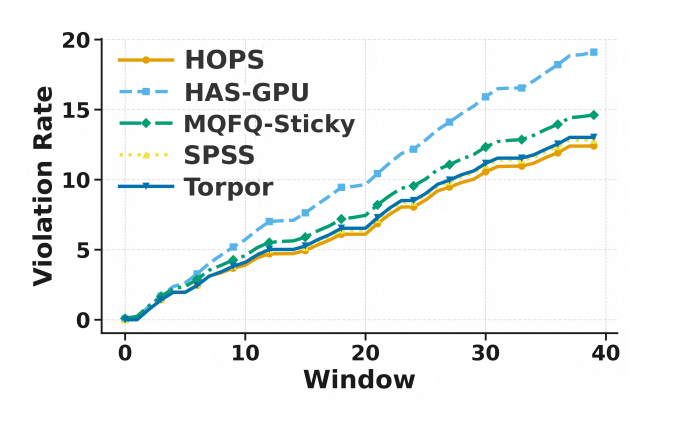 Violation Rate
20
15
10
5
0
HOPS
HAS-GPU
MQFQ-Sticky
SPSS
Torpor
0 10 20 30 40
Window